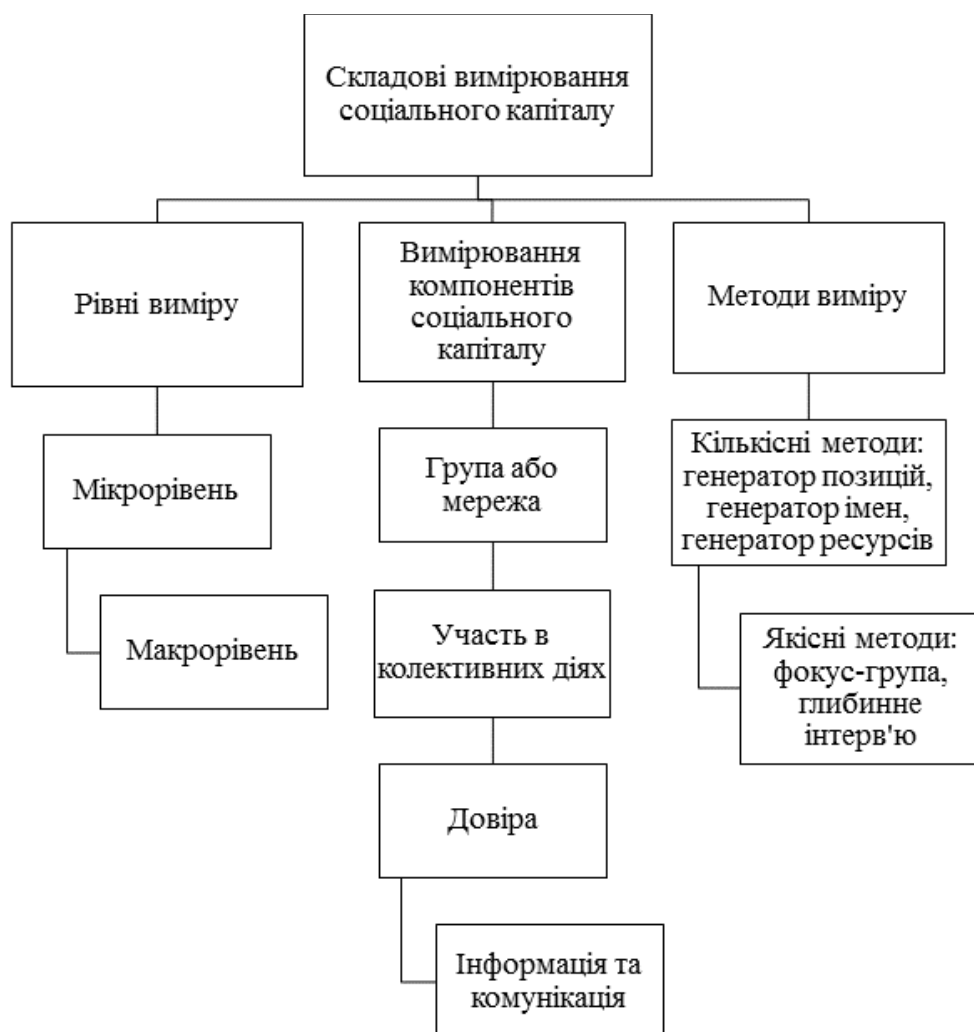 Складові вимірювання
соціального капіталу
Рівні виміру
Мікрорівень
Макрорівень
Вимірювання
компонентів
соціального
капіталу
Група або
мережа
Участь в
колективних діях
Довіра
Інформація та
комунікація
Методи виміру
Кількісні методи:
генератор позицій,
генератор імен,
генератор ресурсів
Якісні методи:
фокус-група,
глибинне
інтерв'ю